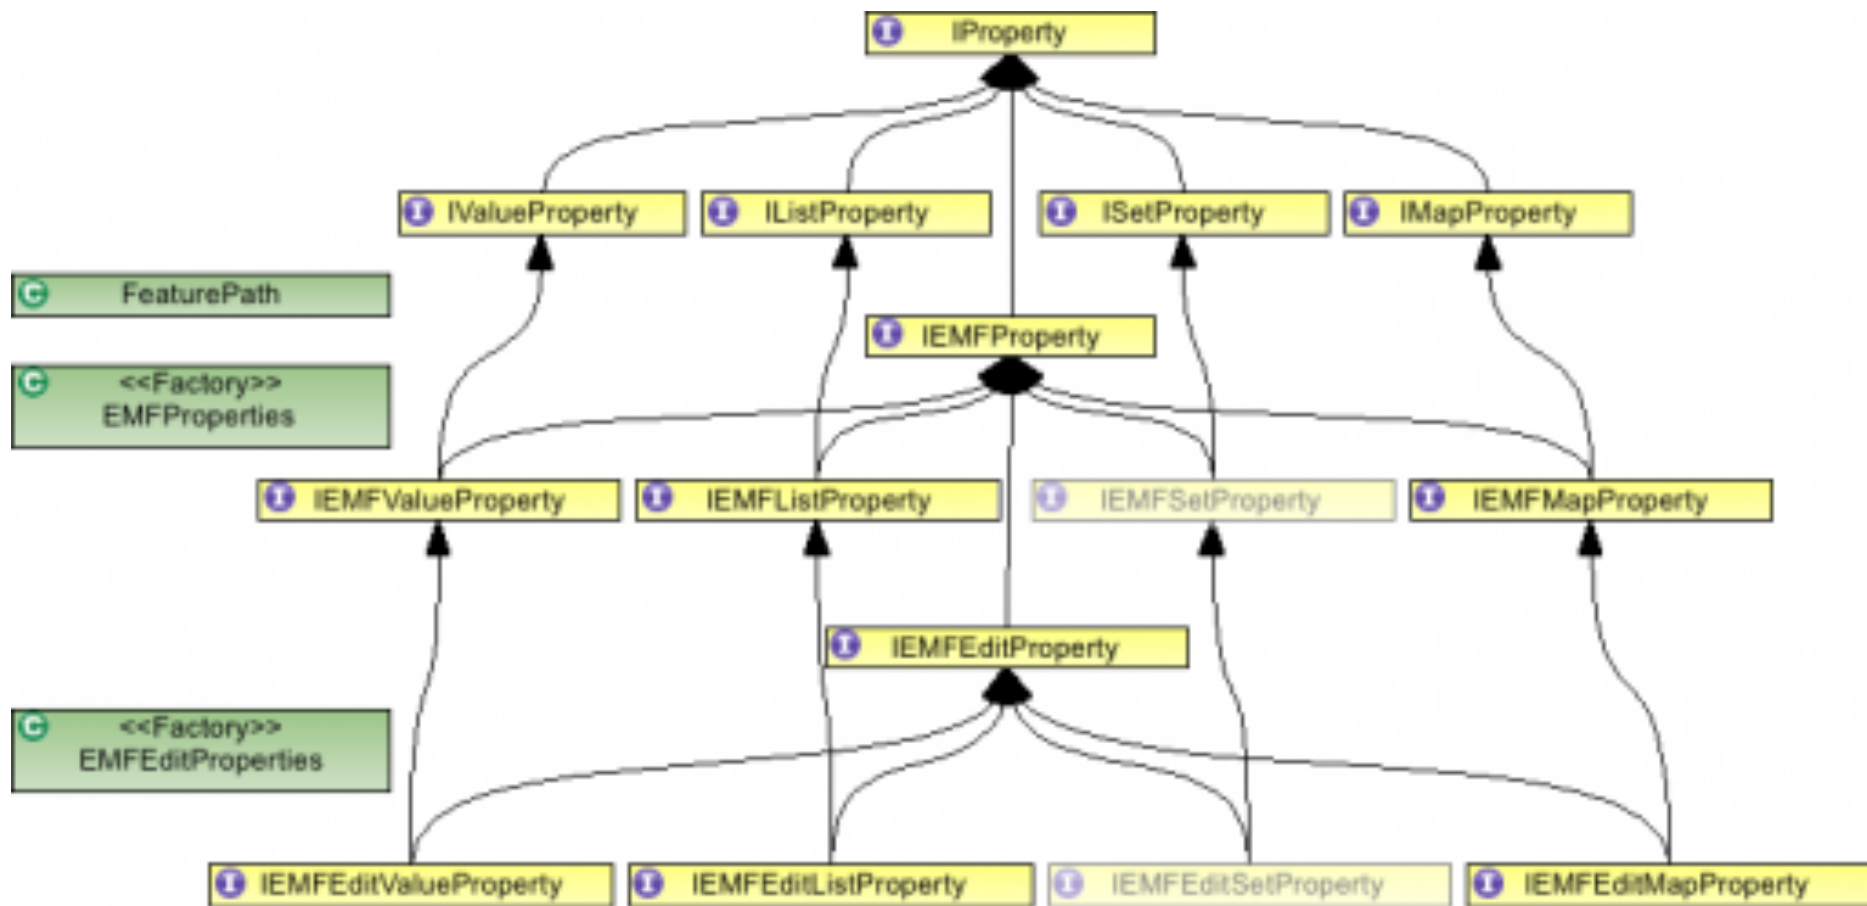 I IProperty
I IValueProperty
I IListProperty
I ISetProperty
I IMapProperty
C FeaturePath
I IEMFProperty
C <<Factory>>
EMFProperties
I IEMFValueProperty
I IEMFListProperty
I IEMFSetProperty
I IEMFMapProperty
I IEMFEditProperty
C <<Factory>>
EMFEditProperties
I IEMFEditValueProperty
I IEMFEditListProperty
I IEMFEditSetProperty
I IEMFEditMapProperty